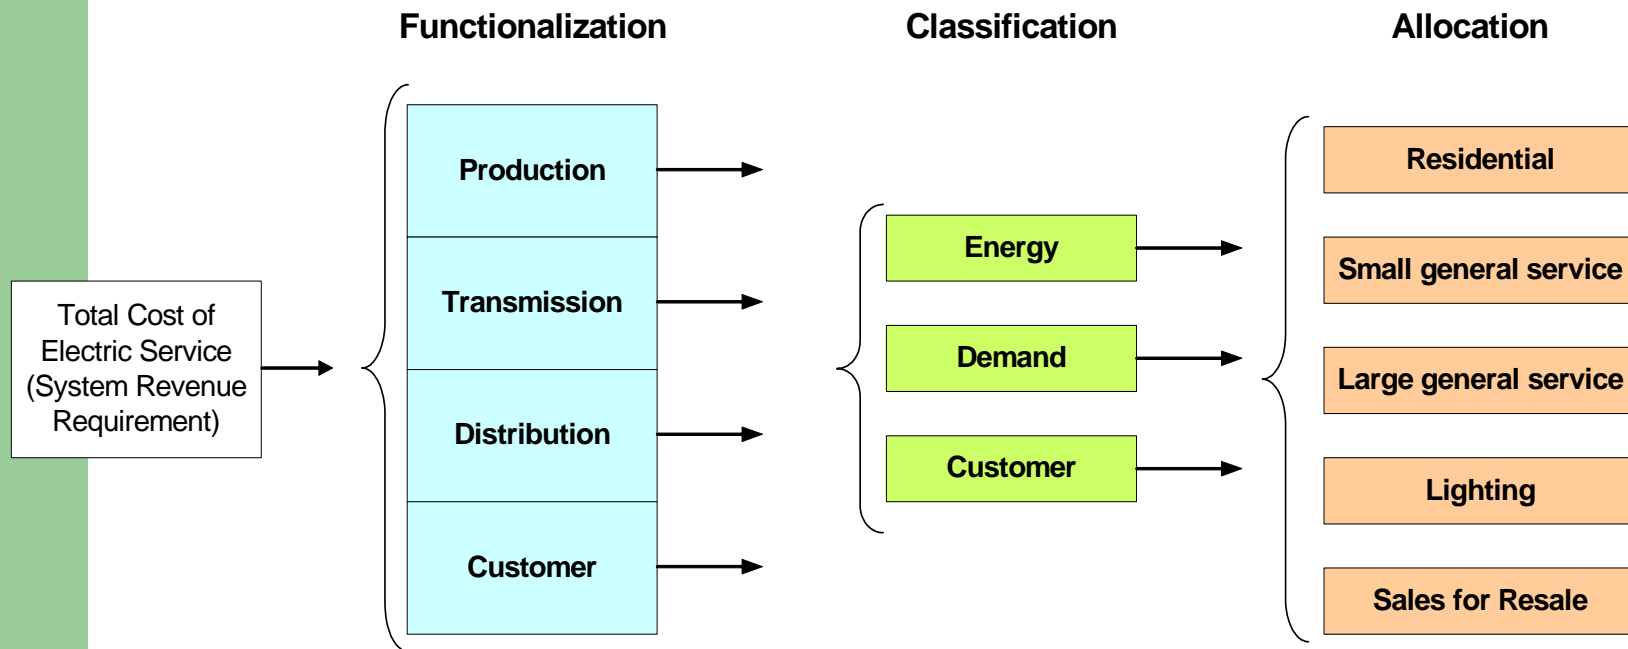 Functionalization
Classification
Allocation
Total Cost of
Electric Service
(System Revenue
Requirement)
Production
Transmission
Distribution
Customer
Energy
Demand
Customer
Residential
Small general service
Large general service
Lighting
Sales for Resale